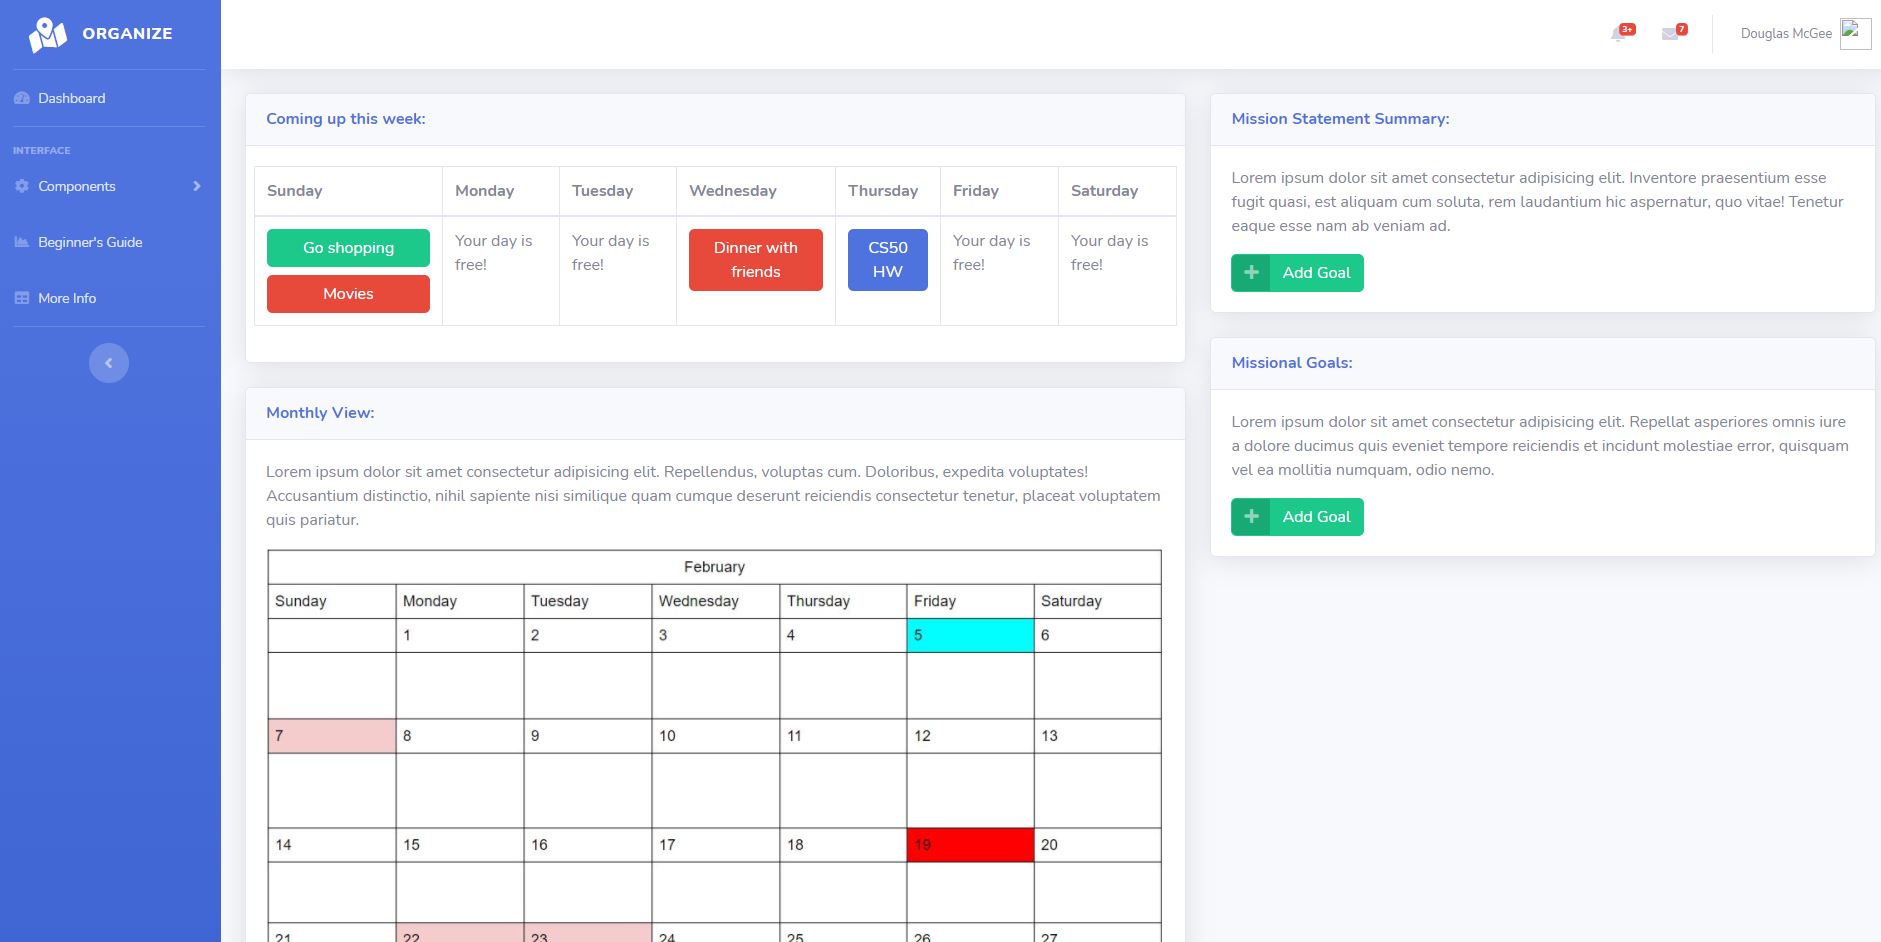 ORGANIZE
Dashboard
INTERFACE
Components
Beginner's Guide
More Info
3+
7
Douglas McGee
Coming up this week:
Sunday Monday Tuesday Wednesday Thursday Friday Saturday
Go shopping
Movies
Your day is
free!
Your day is
free!
Dinner with
friends
CS50
HW
Your day is
free!
Your day is
free!
Monthly View:
Lorem ipsum dolor sit amet consectetur adipisicing elit. Repellendus, voluptas cum. Doloribus, expedita voluptates!
Accusantium distinctio, nihil sapiente nisi similique quam cumque deserunt reiciendis consectetur tenetur, placeat voluptatem
quis pariatur.
February
Sunday Monday Tuesday Wednesday Thursday Friday Saturday
1 2 3 4 5 6
7 8 9 10 11 12 13
14 15 16 17 18 19 20
21 22 23 24 25 26 27
Mission Statement Summary:
Lorem ipsum dolor sit amet consectetur adipisicing elit. Inventore praesentium esse
fugit quasi, est aliquam cum soluta, rem laudantium hic aspernatur, quo vitae! Tenetur
eaque esse nam ab veniam ad.
Add Goal
Missional Goals:
Lorem ipsum dolor sit amet consectetur adipisicing elit. Repellat asperiores omnis iure
a dolore ducimus quis eveniet tempore reiciendis et incidunt molestiae error, quisquam
vel ea mollitia numquam, odio nemo.
Add Goal